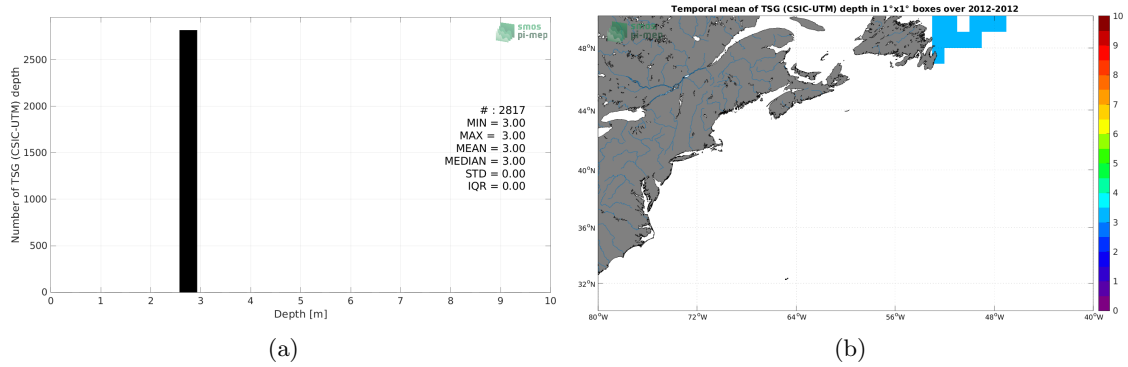 smos
pi-mep
Number of TSG (CSIC-UTM) depth
2500
2000
1500
1000
500
0
# : 2817
MIN = 3.00
MAX = 3.00
MEAN = 3.00
MEDIAN = 3.00
STD = 0.00
IQR = 0.00
0 1 2 3 4 5 6 7 8 9 10
Depth [m]
(a)
Temporal mean of TSG (CSIC-UTM) depth in 1°x1° boxes over 2012-2012
smos
pi-mep
48°N
44°N
40°N
36°N
32°N
80°W 72°W 64°W 56°W 48°W 40°W
10
9
8
7
6
5
4
3
2
1
0
(b)